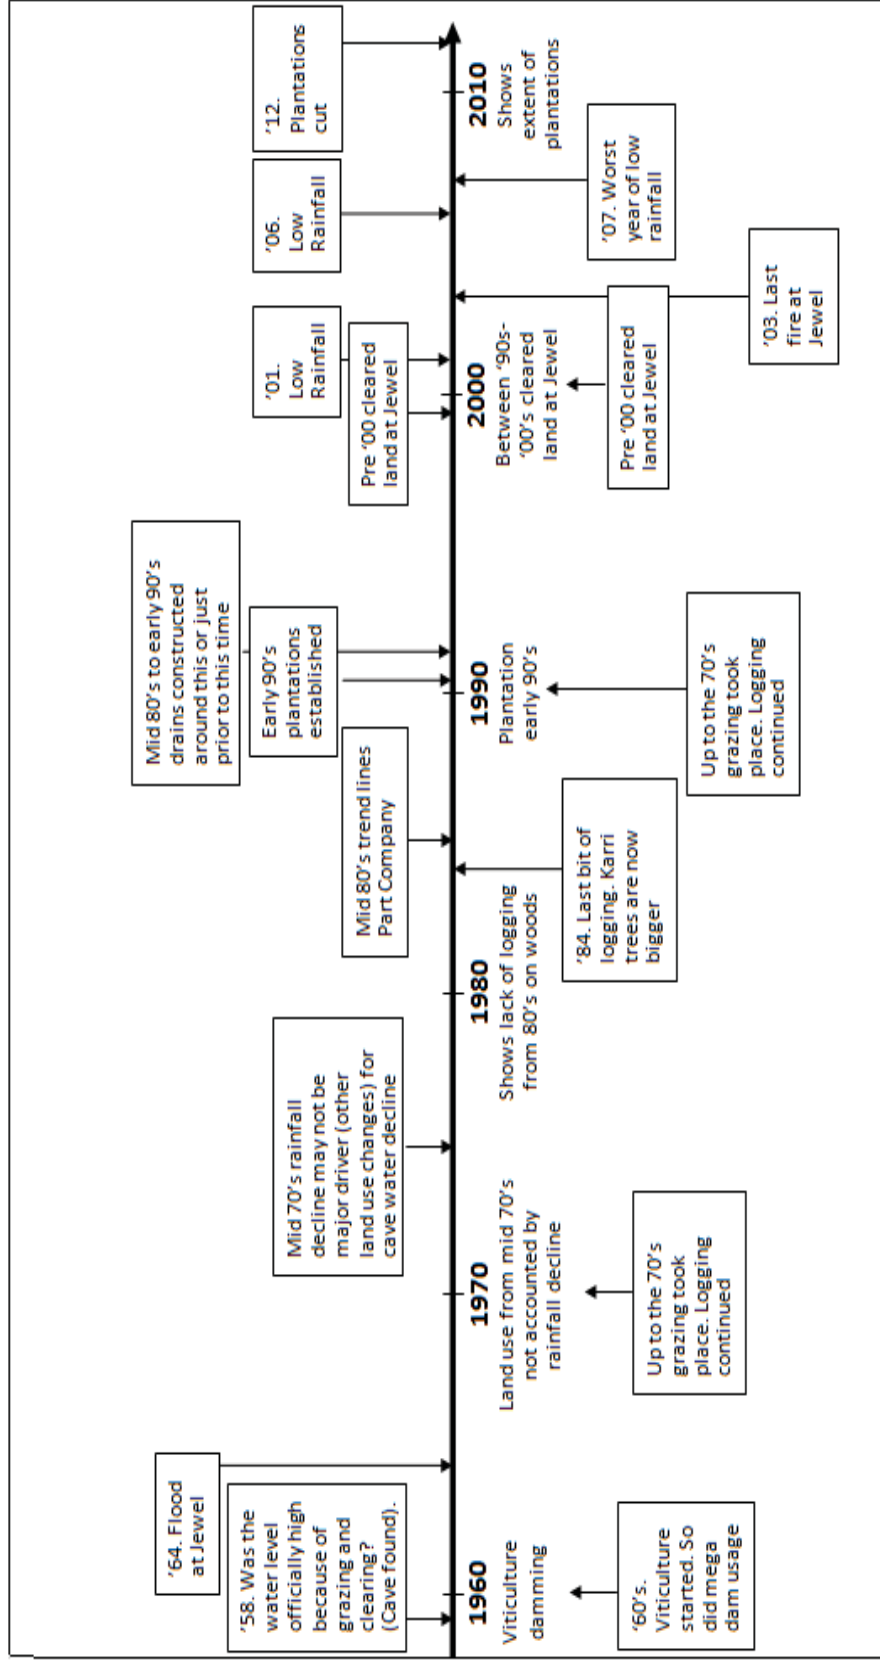 '64. Flood
at Jewel
'58. Was the
water level
officially high
because of
grazing and
clearing?
(Cave found).
Mid 70's rainfall
decline may not be
major driver (other
land use changes) for
cave water decline
Mid 80's trend lines
Part Company
Mid 80's to early 90's
drains constructed
around this or just
prior to this time
Early 90's
plantations
established
Pre '00 cleared
land at Jewel
'01.
Low
Rainfall
'06.
Low
Rainfall
'12.
Plantations
cut
1960
1970
1980
1990
2000
2010
Viticulture
damming
Land use from mid 70's
not accounted by
rainfall decline
Shows lack of logging
from 80's on woods
Plantation
early 90's
Between '90s-
'00's cleared
land at Jewel
Shows
extent of
plantations
'60's.
Viticulture
started. So
did mega
dam usage
Up to the 70's
grazing took
place. Logging
continued
'84. Last bit of
logging. Karri
trees are now
bigger
Up to the 70's
grazing took
place. Logging
continued
Pre '00 cleared
land at Jewel
'03. Last
fire at
Jewel
'07. Worst
year of low
rainfall